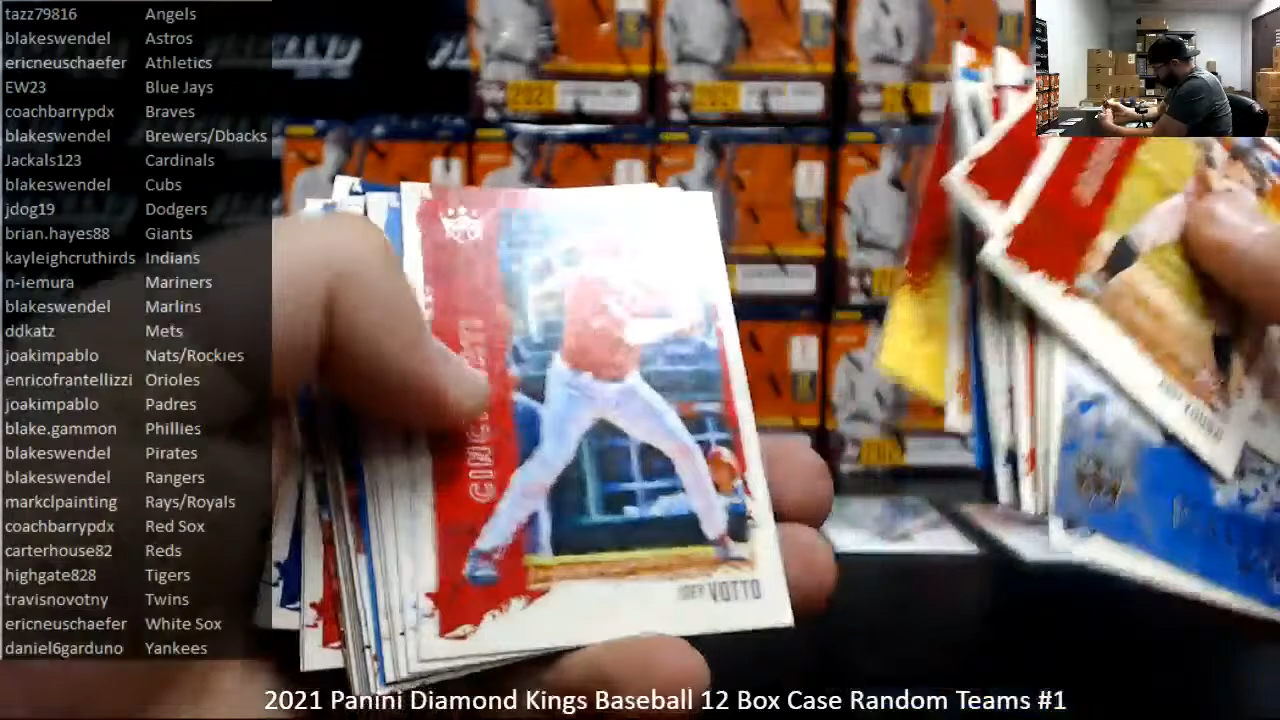 tazz79816 Angels
blakeswendel Astros
ericneuschaefer Athletics
EW23 Blue Jays
coachbarrypdx Braves
blakeswendel Brewers/Dbacks
Jackals123 Cardinals
blakeswendel Cubs
jdog19 Dodgers
brian.hayes88 Giants
kayleighcruthirds Indians
n-iemura Mariners
blakeswendel Marlins
ddkatz Mets
joakimpablo Nats/Rockies
enricofrantellizzi Orioles
joakimpablo Padres
blake.gammon Phillies
blakeswendel Pirates
blakeswendel Rangers
markclpainting Rays/Royals
coachbarrypdx Red Sox
carterhouse82 Reds
highgate828 Tigers
travisnovotny Twins
ericneuschaefer White Sox
daniel6garduno Yankees
2021
2021
JOEY VOTTO
2021 Panini Diamond Kings Baseball 12 Box Case Random Teams #1